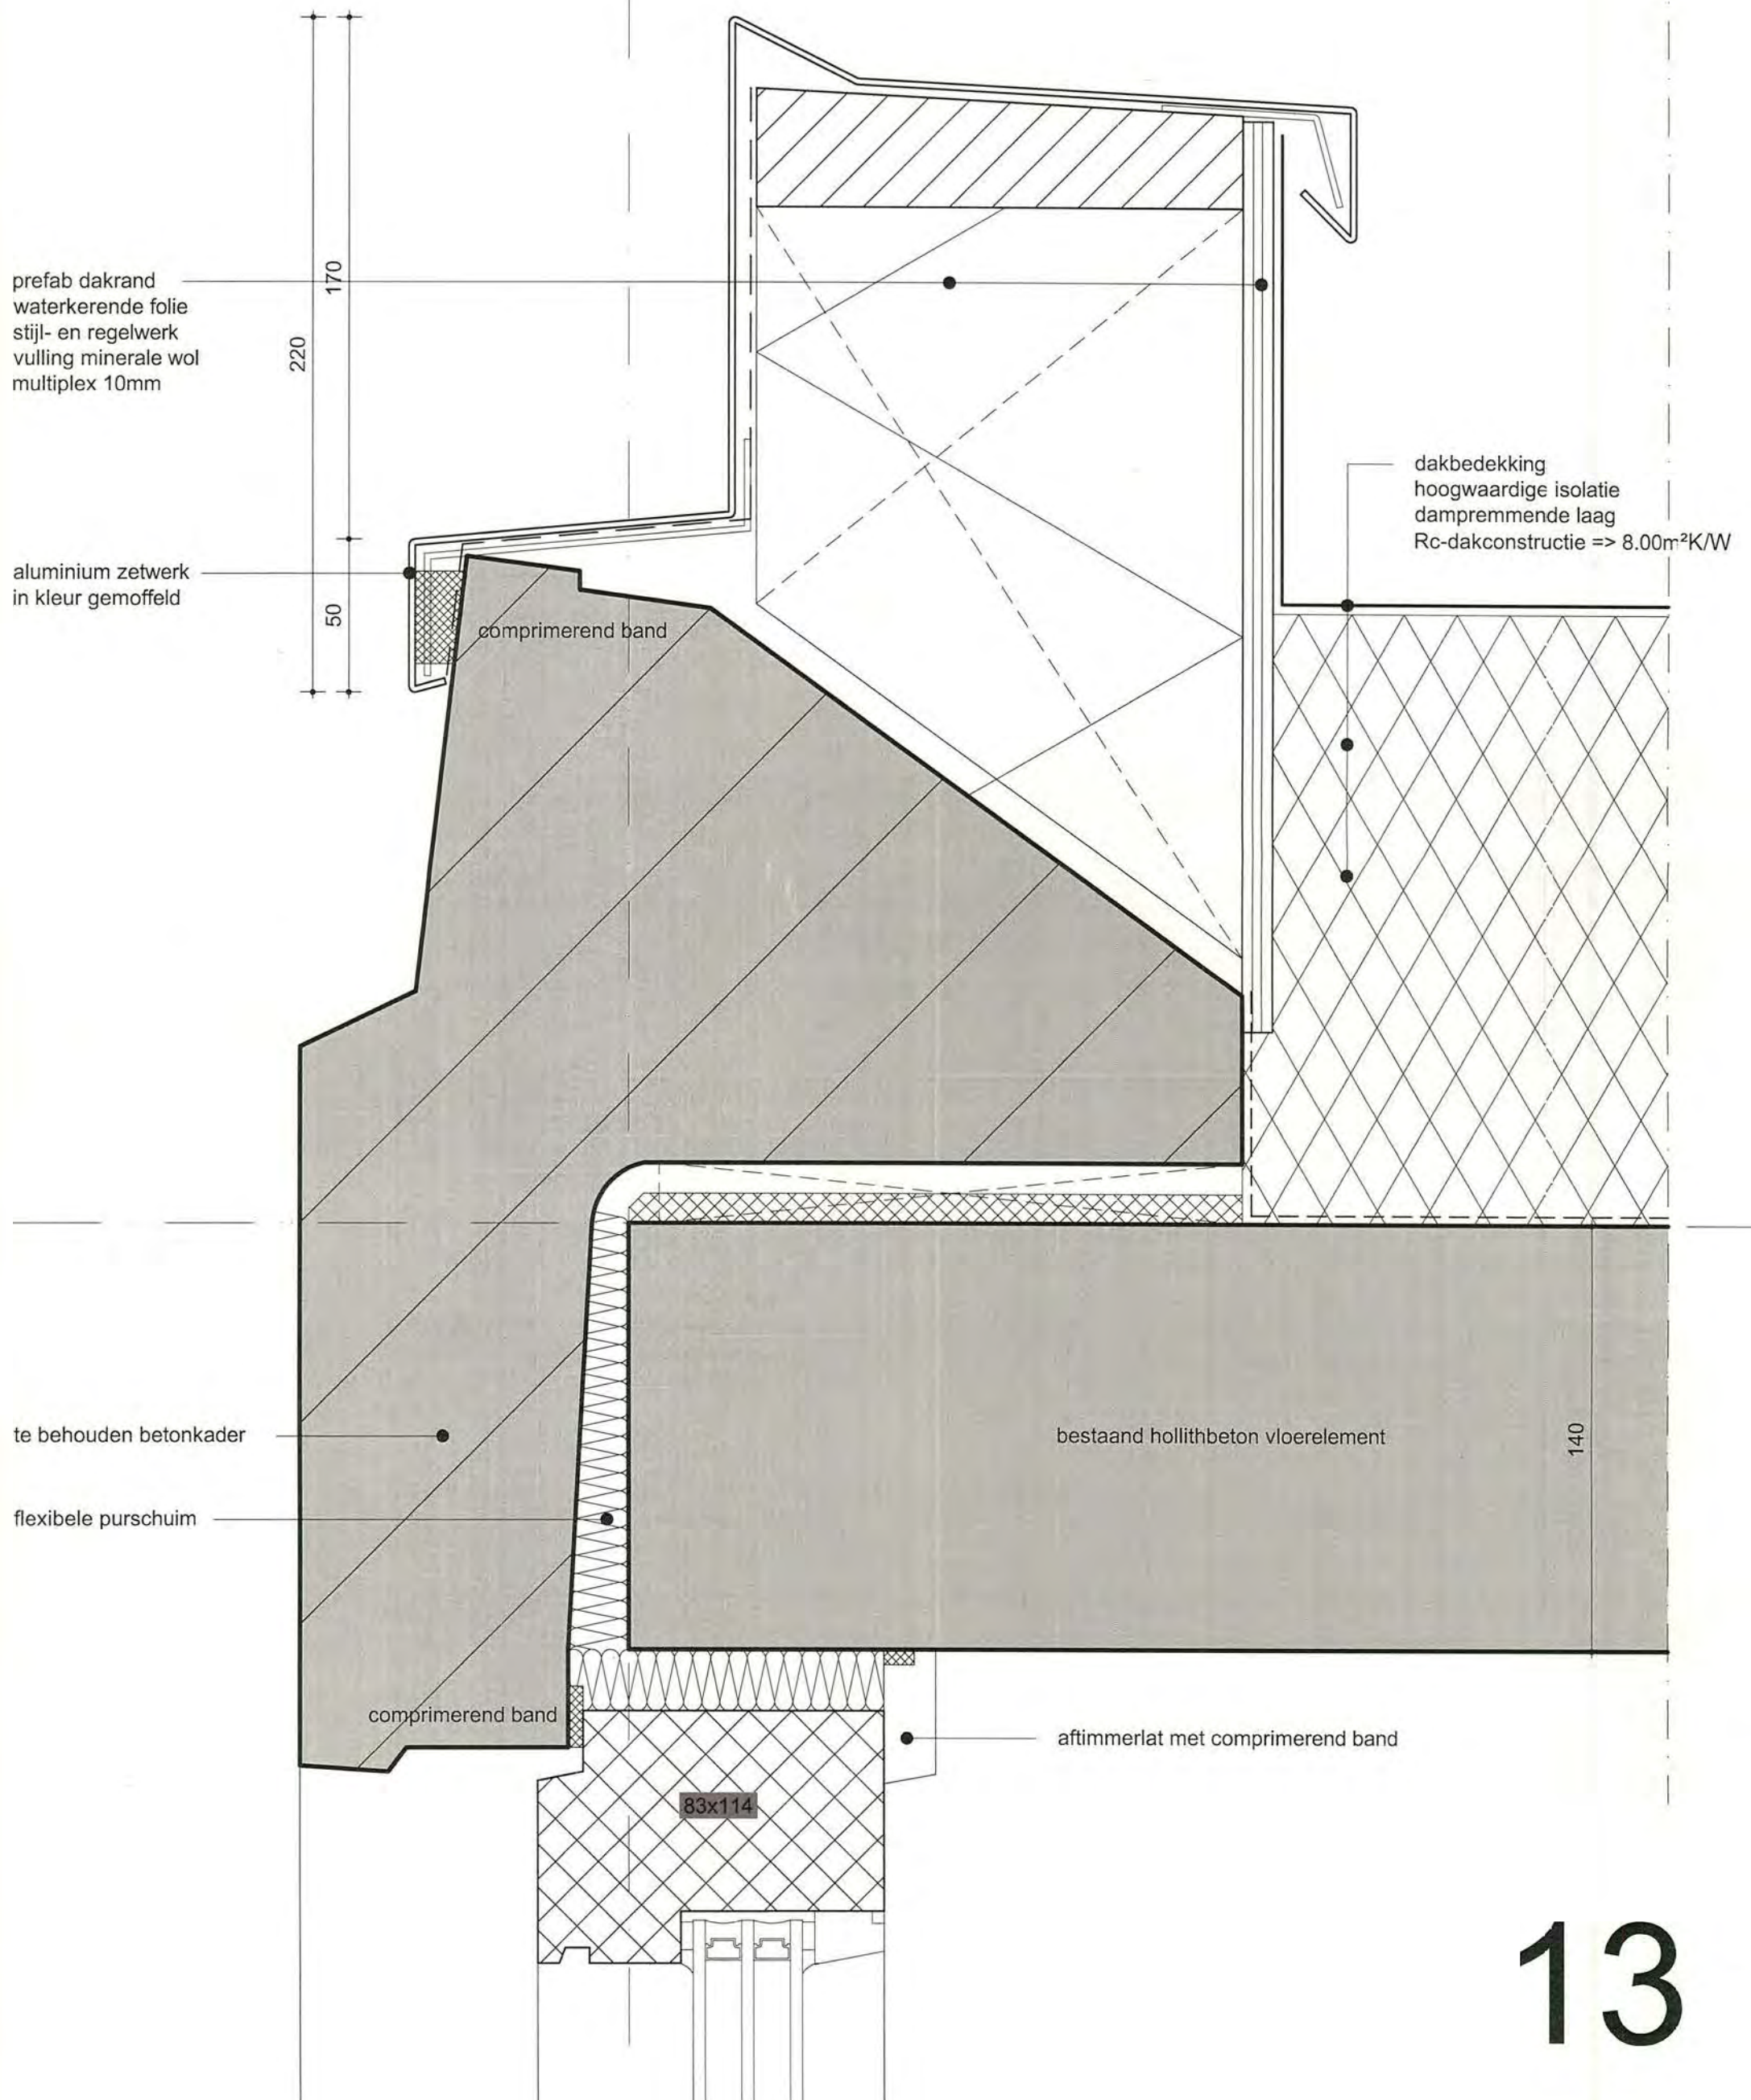 prefab dakrand
waterkerende folie
stijl- en regelwerk
vulling minerale wol
multiplex 10mm
170
220
50
dakbedekking
hoogwaardige isolatie
dampremmende laag
Rc-dakconstructie => 8.00m²K/W
aluminium zetwerk
in kleur gemoffeld
comprimerend band
te behouden betonkader
bestaand hollithbeton vloerelement
140
flexibele purschuim
comprimerend band
aftimmerlat met comprimerend band
83x114
13